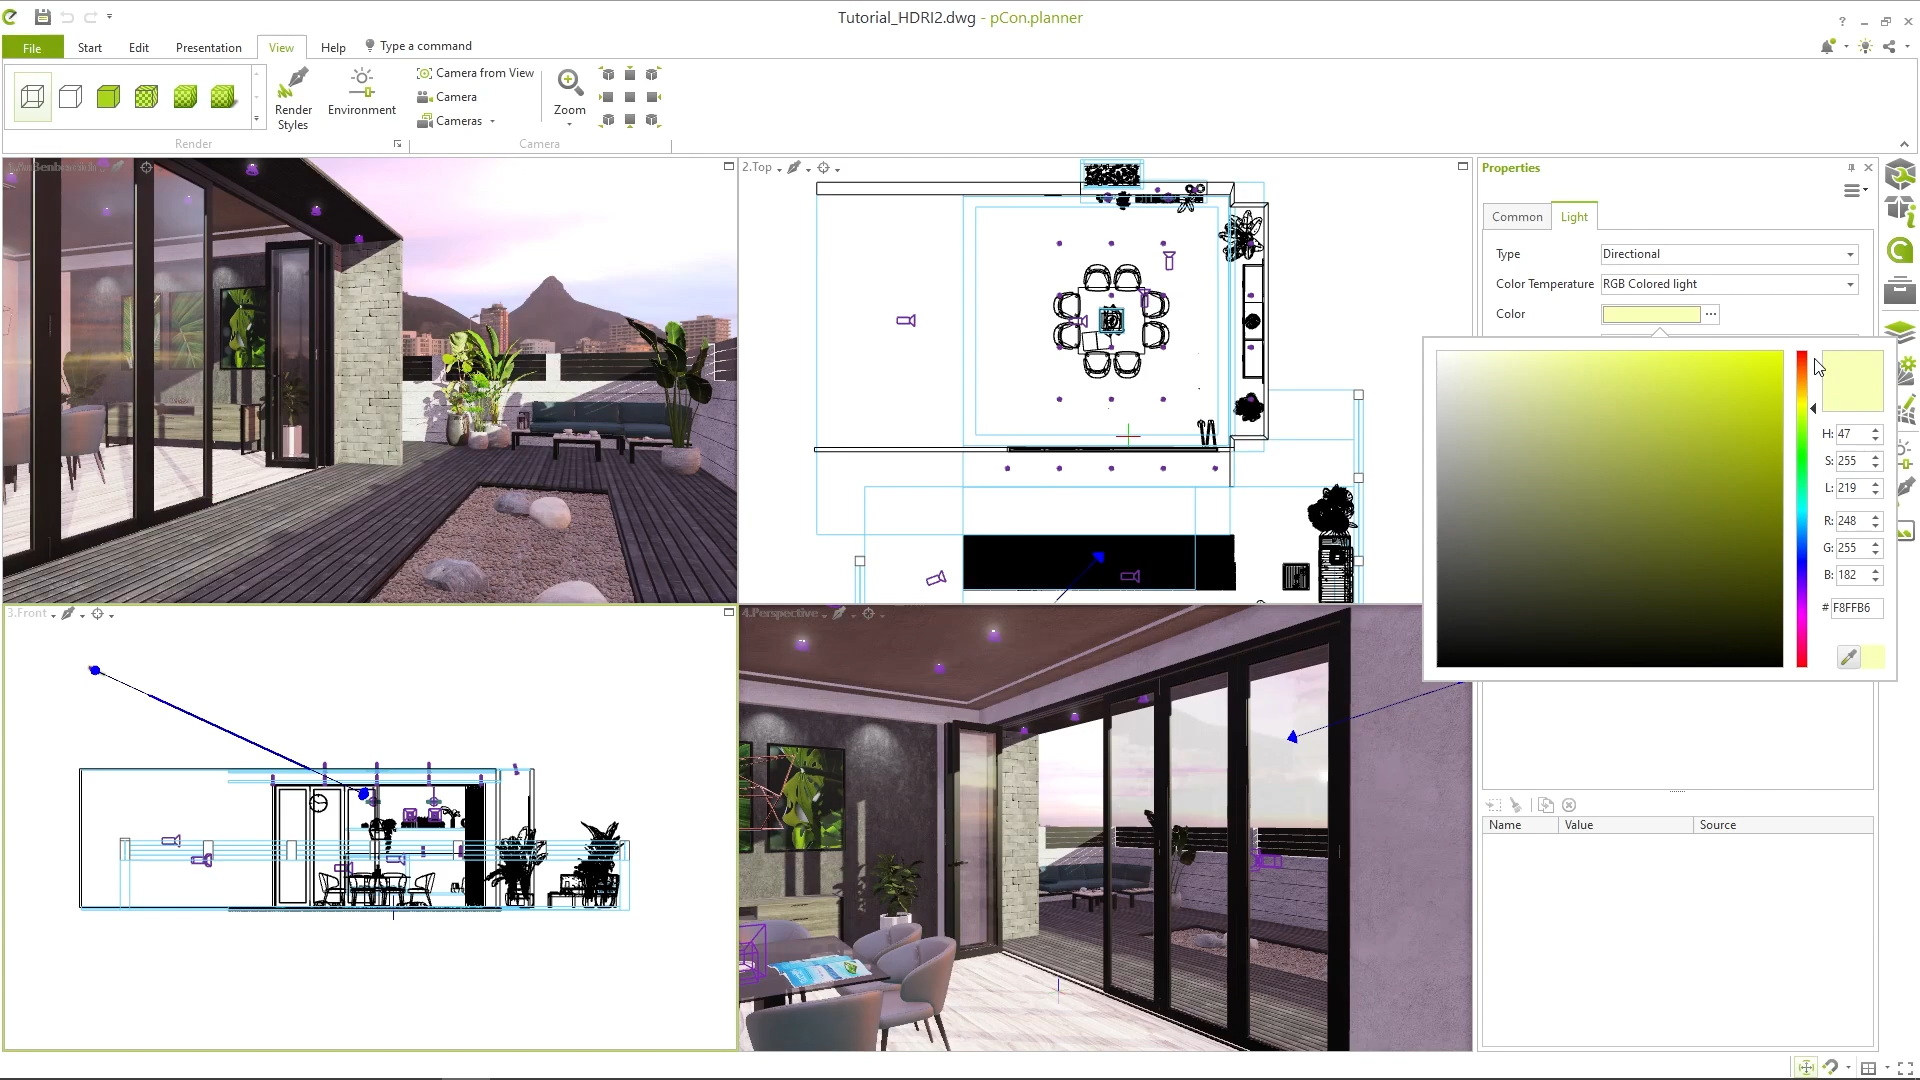 Tutorial_HDRI2.dwg - pCon.planner
File
Start
Edit
Presentation
View
Help
Type a command
Render
Styles
Environment
Camera from View
Camera
Cameras
Zoom
Render
Camera
2.Top
3.Front
4.Perspective
Properties
Common
Light
Type
Directional
Color Temperature
RGB Colored light
Color
H: 47
S: 255
L: 219
R: 248
G: 255
B: 182
# F8FFB6
Name
Value
Source